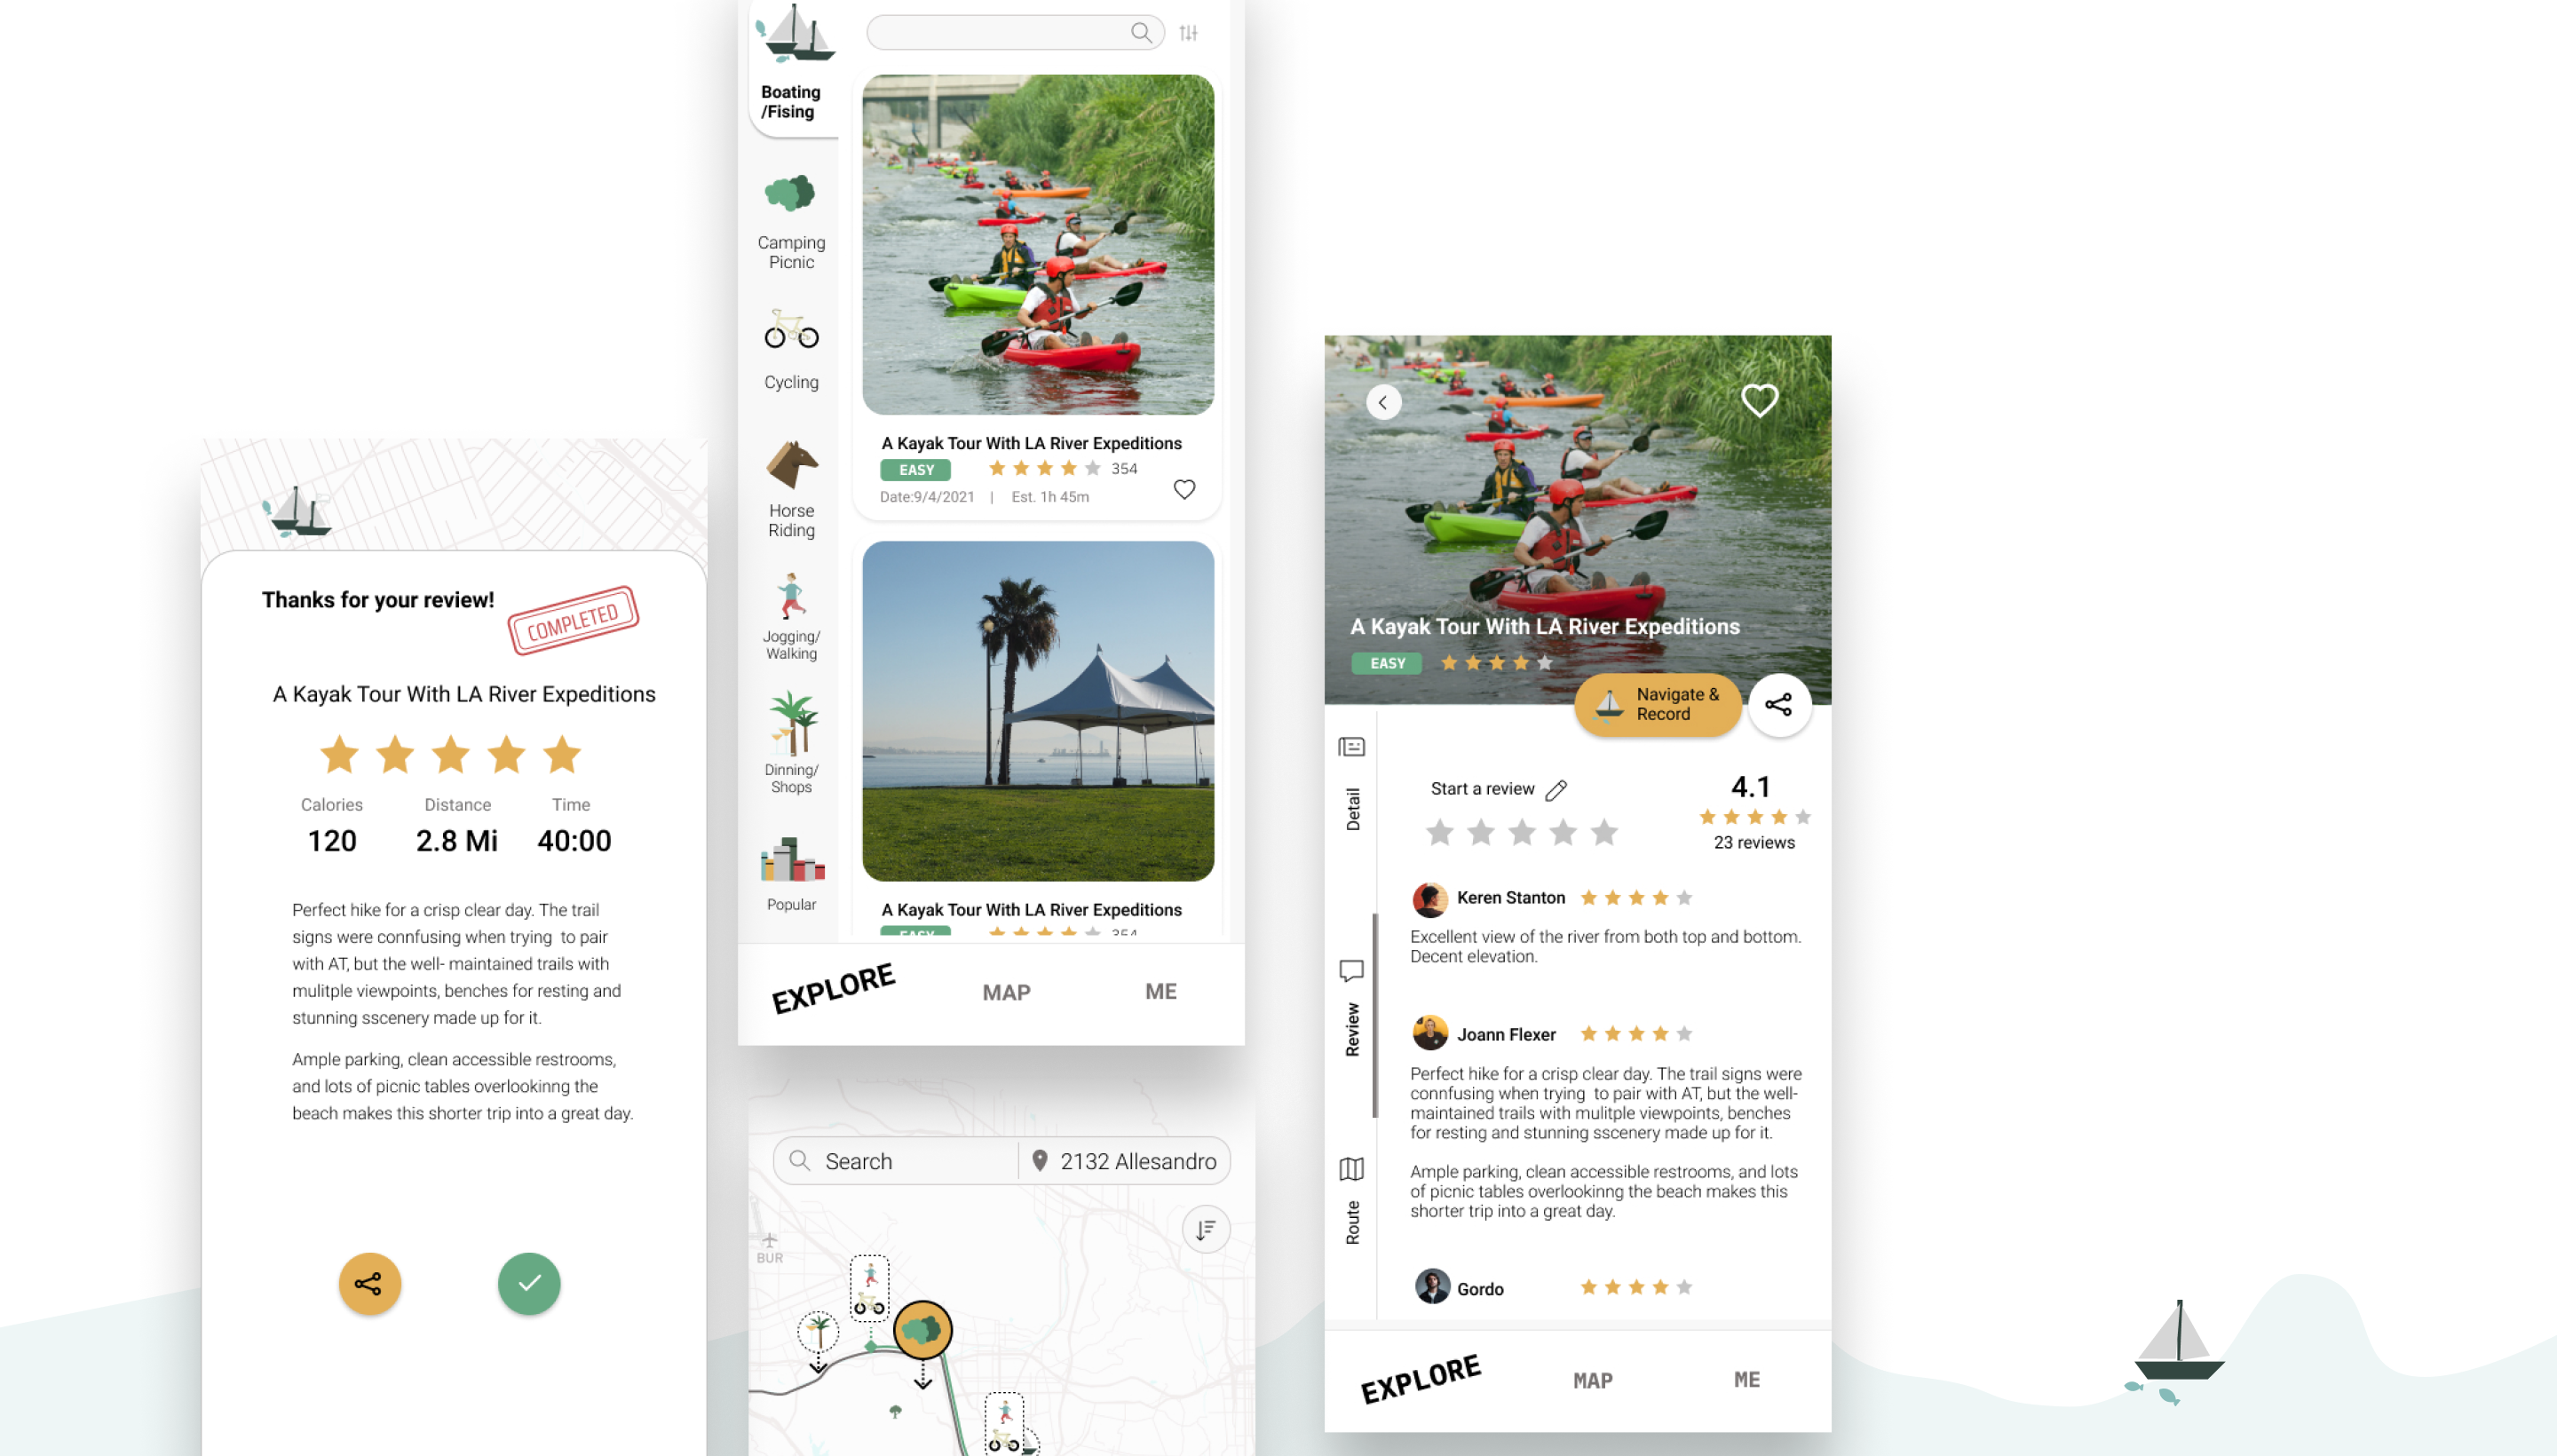 Thanks for your review!
COMPLETED
A Kayak Tour With LA River Expeditions
Calories
Distance
Time
120
2.8 Mi
40:00
Perfect hike for a crisp clear day. The trail
signs were connfusing when trying  to pair
with AT, but the well- maintained trails with
mulitple viewpoints, benches for resting and
stunning sscenery made up for it.
Ample parking, clean accessible restrooms,
and lots of picnic tables overlookinng the
beach makes this shorter trip into a great day.
Boating
/Fising
Camping
Picnic
Cycling
Horse
Riding
Jogging/
Walking
Dinning/
Shops
Popular
A Kayak Tour With LA River Expeditions
EASY
354
Date:9/4/2021 | Est. 1h 45m
A Kayak Tour With LA River Expeditions
EASY
354
EXPLORE
MAP
ME
Search
2132 Allesandro
BUR
A Kayak Tour With LA River Expeditions
EASY
Navigate &
Record
Detail
Review
Route
Start a review
4.1
23 reviews
Keren Stanton
Excellent view of the river from both top and bottom.
Decent elevation.
Joann Flexer
Perfect hike for a crisp clear day. The trail signs were
connfusing when trying  to pair with AT, but the well-
maintained trails with mulitple viewpoints, benches
for resting and stunning sscenery made up for it.
Ample parking, clean accessible restrooms, and lots
of picnic tables overlookinng the beach makes this
shorter trip into a great day.
Gordo
EXPLORE
MAP
ME